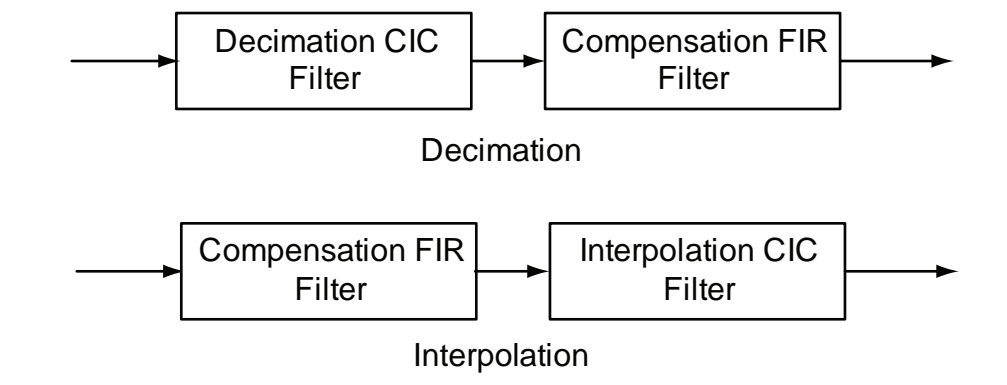 Decimation CIC
Filter
Compensation FIR
Filter
Decimation
Compensation FIR
Filter
Interpolation CIC
Filter
Interpolation